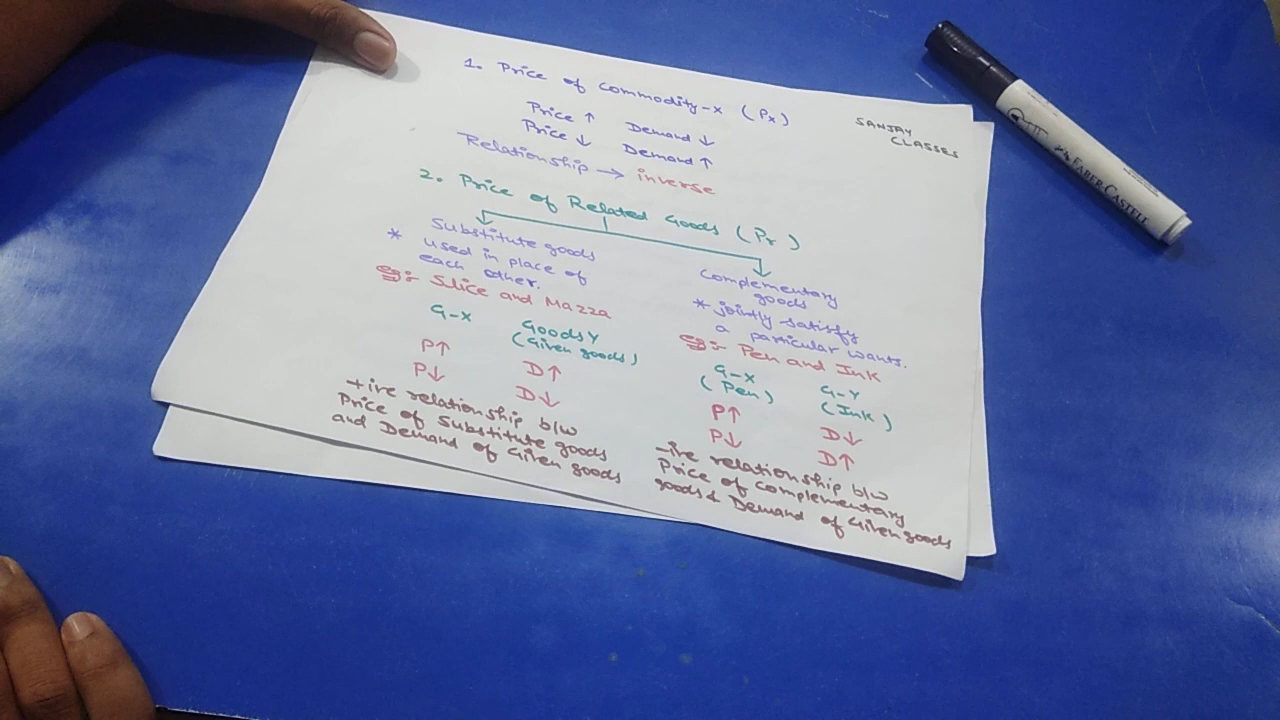 1. Price of commodity-x (Px)
Price ↑ Demand ↓
Price ↓ Demand ↑
Relationship → inverse
SANJAY
CLASSES
2. Price of Related Goods (Pr)
Substitute goods
* used in place of
each other.
eg:- Slice and Mazza
G-X Goods Y
(Given goods)
P↑ D↑
P↓ D↓
+ive relationship b/w
Price of Substitute goods
and Demand of Given goods
Complementary
goods
* jointly satisfy
a particular wants.
eg:- Pen and Ink
G-X G-Y
(Pen) (Ink)
P↑ D↓
P↓ D↑
-ive relationship b/w
Price of complementary
goods & Demand of Given goods
FABER-CASTELL